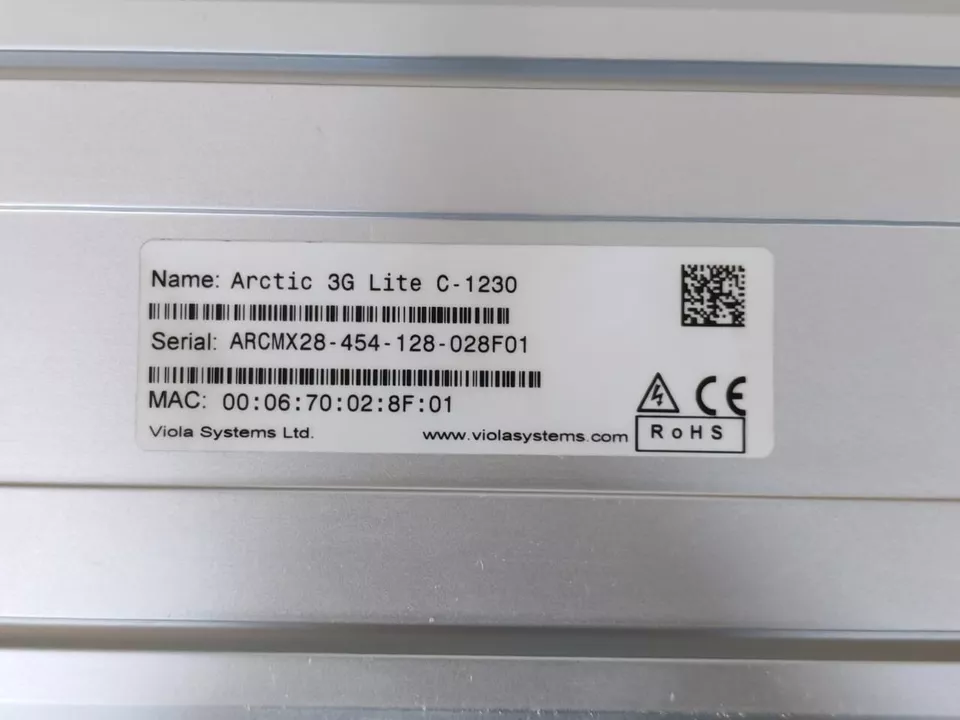 Name: Arctic 3G Lite C-1230
Serial: ARCMX28-454-128-028F01
MAC: 00:06:70:02:8F:01
Viola Systems Ltd. www.violasystems.com
CE
RoHS